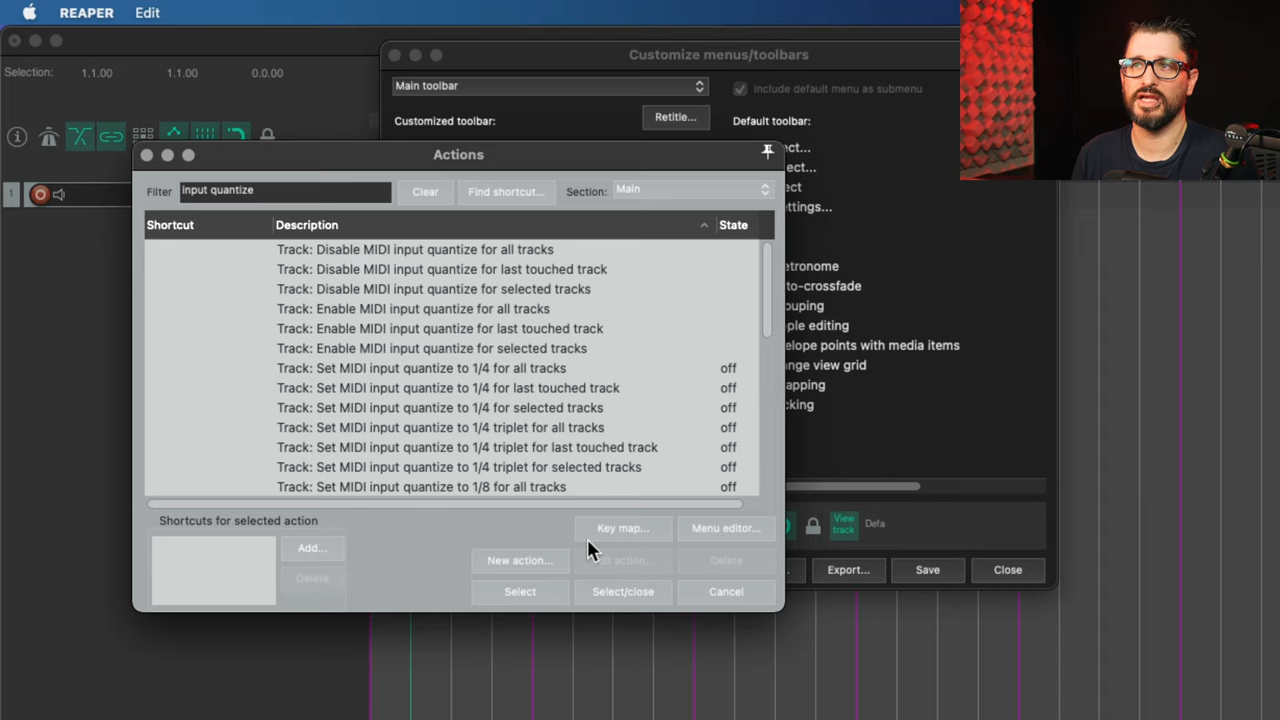 REAPER Edit
Customize menus/toolbars
Selection: 1.1.00 1.1.00 0.0.00
Main toolbar
Include default menu as submenu
Customized toolbar:
Retitle...
Default toolbar:
ect...
ect...
ect
ettings...
etronome
to-crossfade
uping
ple editing
elope points with media items
nge view grid
apping
cking
View track
Defa
Export...
Save
Close
1
Actions
Filter
input quantize
Clear
Find shortcut...
Section:
Main
Shortcut Description State
Track: Disable MIDI input quantize for all tracks
Track: Disable MIDI input quantize for last touched track
Track: Disable MIDI input quantize for selected tracks
Track: Enable MIDI input quantize for all tracks
Track: Enable MIDI input quantize for last touched track
Track: Enable MIDI input quantize for selected tracks
Track: Set MIDI input quantize to 1/4 for all tracks off
Track: Set MIDI input quantize to 1/4 for last touched track off
Track: Set MIDI input quantize to 1/4 for selected tracks off
Track: Set MIDI input quantize to 1/4 triplet for all tracks off
Track: Set MIDI input quantize to 1/4 triplet for last touched track off
Track: Set MIDI input quantize to 1/4 triplet for selected tracks off
Track: Set MIDI input quantize to 1/8 for all tracks off
Shortcuts for selected action
Add...
Delete
Key map...
Menu editor...
New action...
action...
Delete
Select
Select/close
Cancel